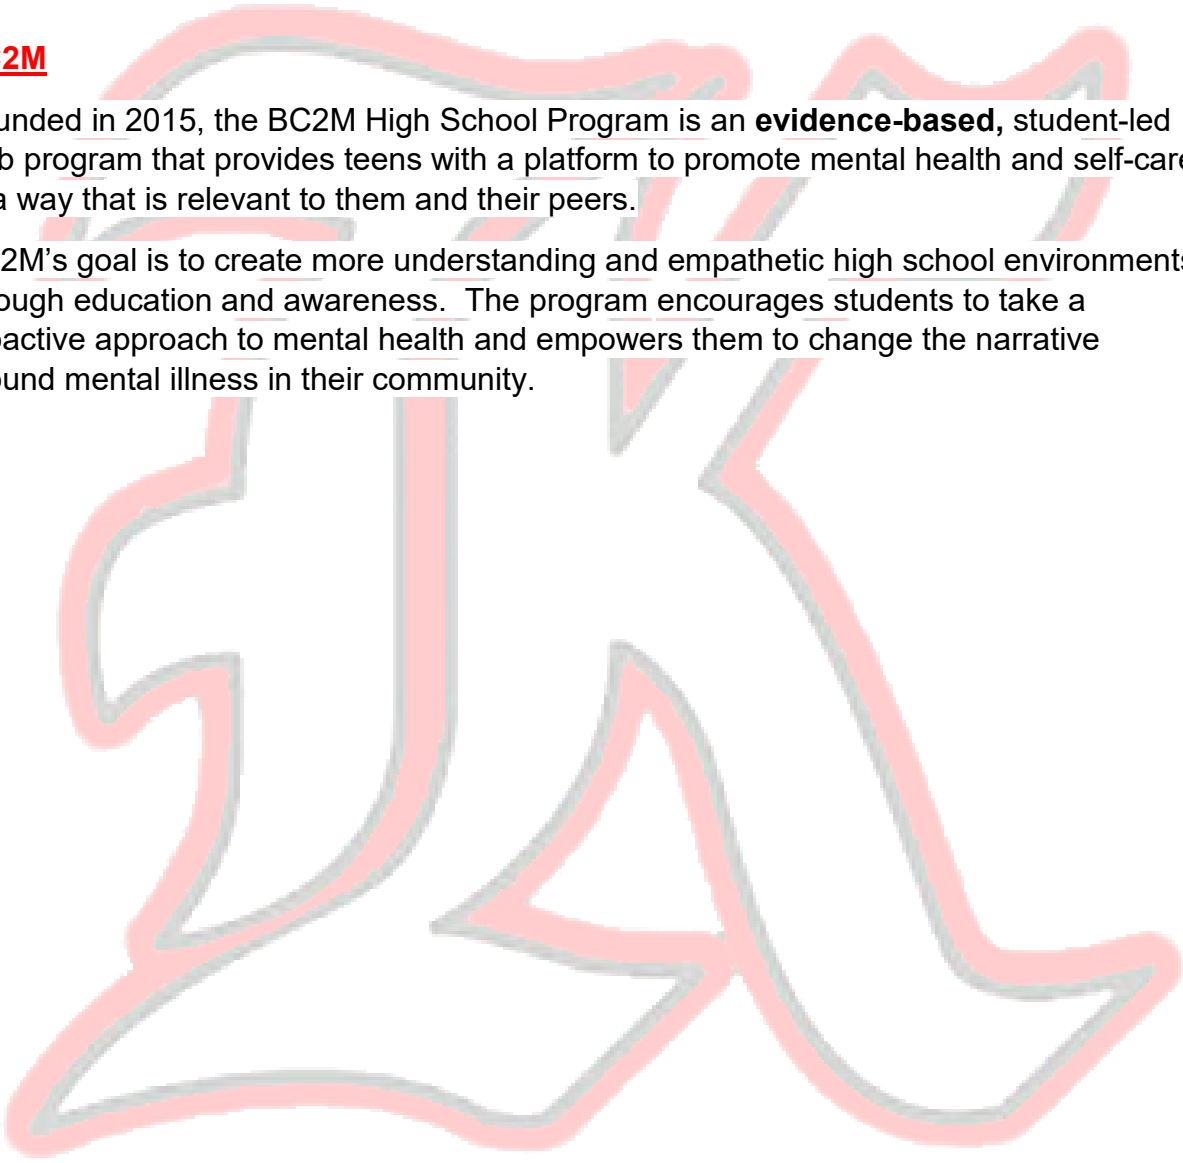 2M
unded in 2015, the BC2M High School Program is an evidence-based, student-led
b program that provides teens with a platform to promote mental health and self-care
a way that is relevant to them and their peers.
2M’s goal is to create more understanding and empathetic high school environments
ough education and awareness.  The program encourages students to take a
active approach to mental health and empowers them to change the narrative
und mental illness in their community.